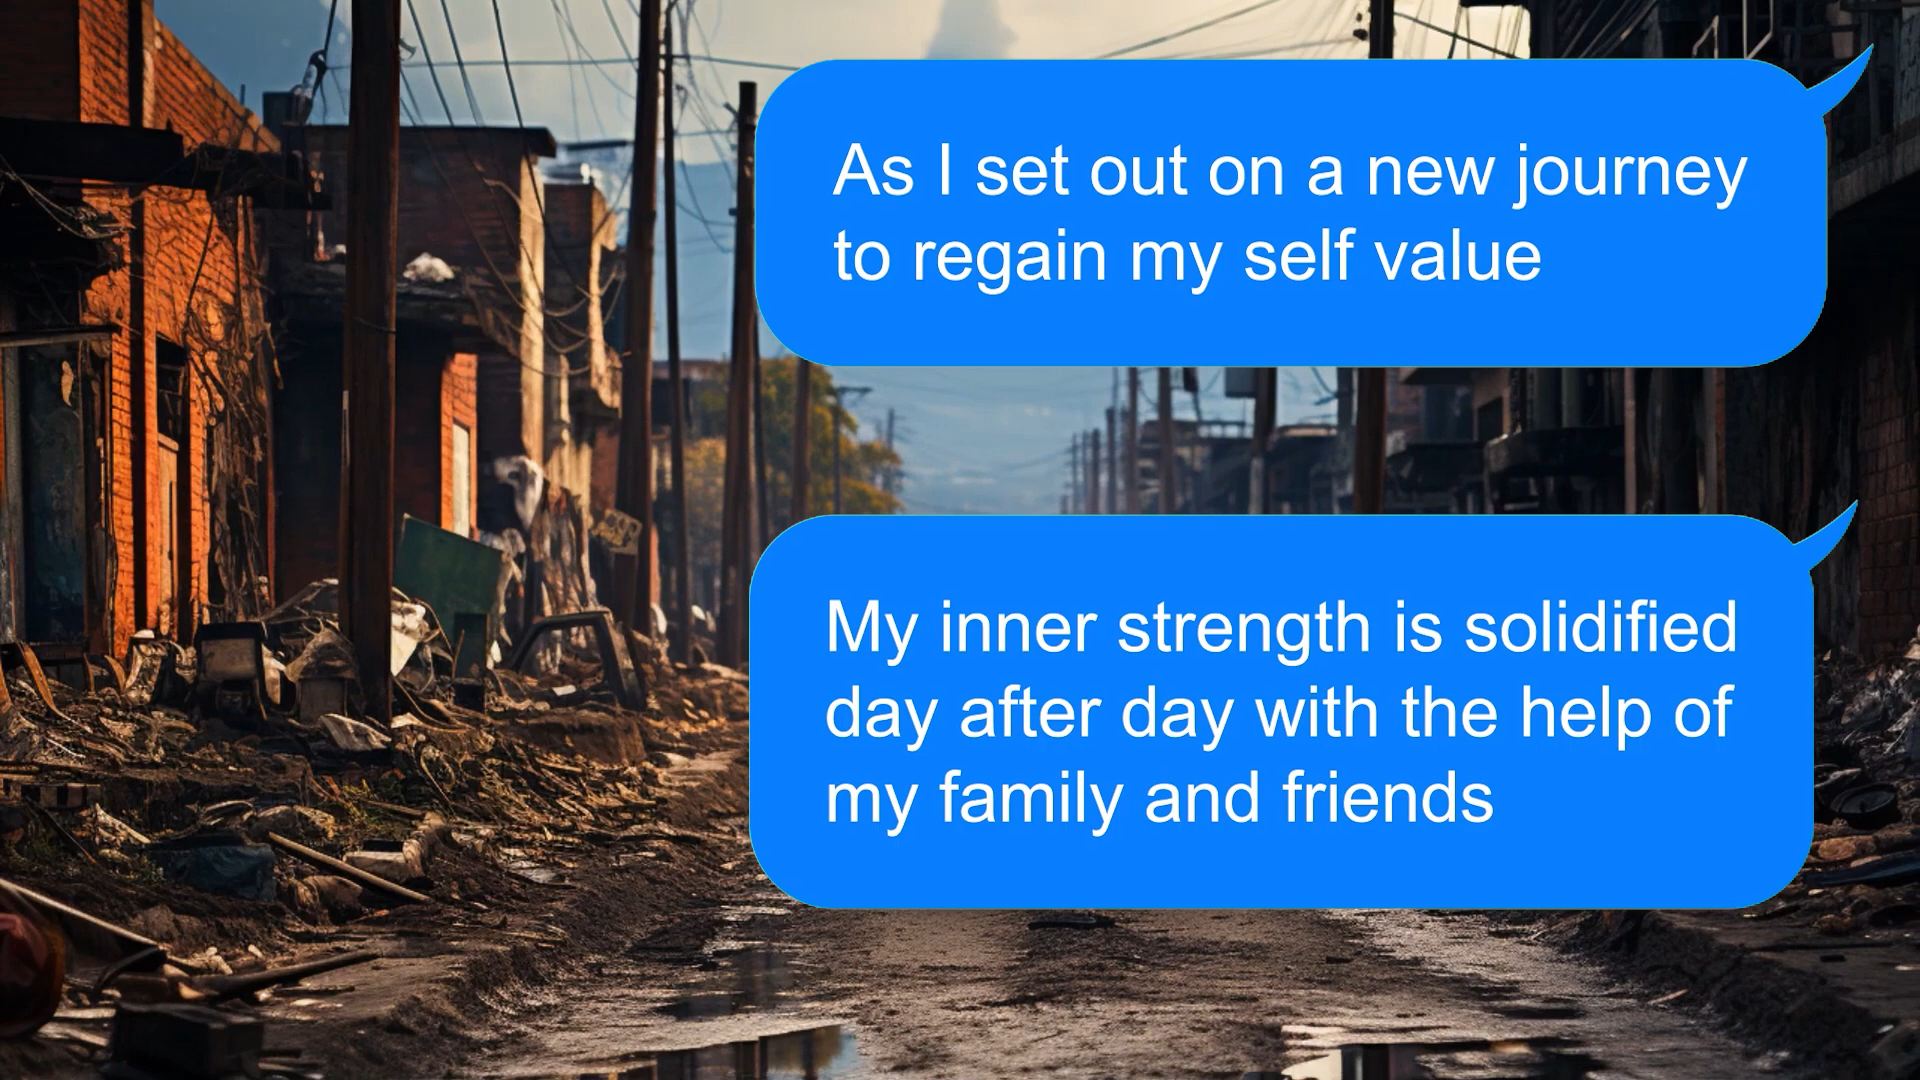 As I set out on a new journey
to regain my self value
My inner strength is solidified
day after day with the help of
my family and friends